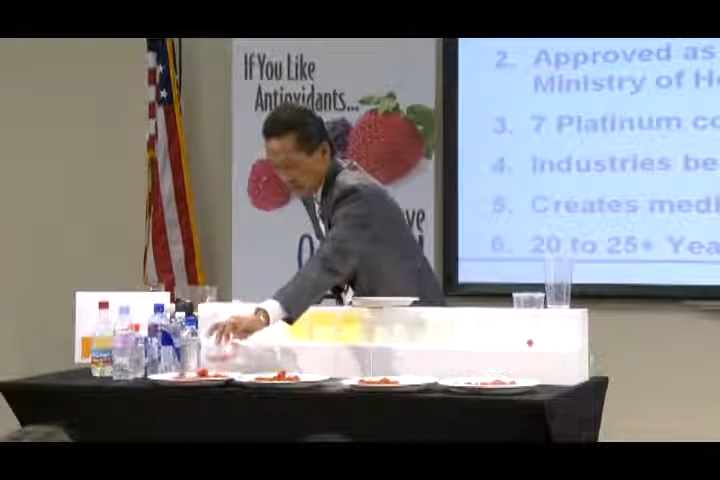 If You Like
Antioxidants...
2. Approved as
Ministry of He
3. 7 Platinum co
4. Industries be
5. Creates medi
6. 20 to 25+ Yea